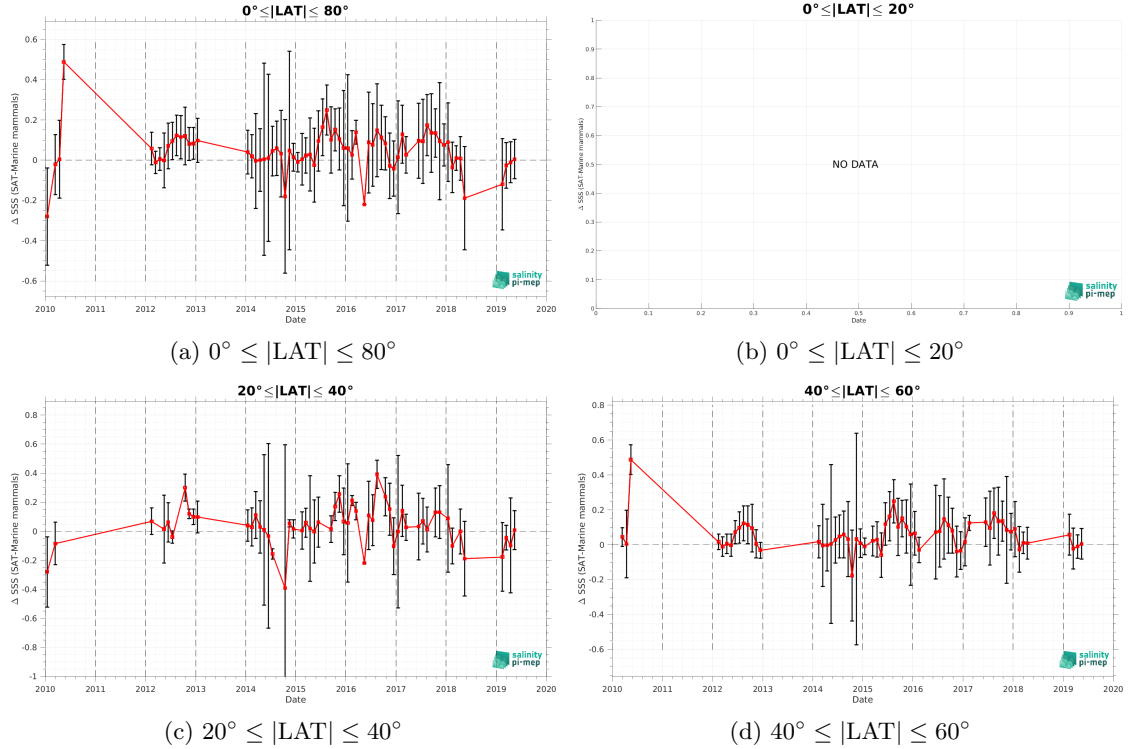 0°≤|LAT|≤ 80°
Δ SSS (SAT-Marine mammals)
0.6
0.4
0.2
0
-0.2
-0.4
-0.6
2010 2011 2012 2013 2014 2015 2016 2017 2018 2019 2020
Date
salinity
pi-mep
(a) 0° ≤ |LAT| ≤ 80°
0°≤|LAT|≤ 20°
Δ SSS (SAT-Marine mammals)
1
0.9
0.8
0.7
0.6
0.5
0.4
0.3
0.2
0.1
0
NO DATA
0 0.1 0.2 0.3 0.4 0.5 0.6 0.7 0.8 0.9 1
Date
salinity
pi-mep
(b) 0° ≤ |LAT| ≤ 20°
20°≤|LAT|≤ 40°
Δ SSS (SAT-Marine mammals)
0.8
0.6
0.4
0.2
0
-0.2
-0.4
-0.6
-0.8
-1
2010 2011 2012 2013 2014 2015 2016 2017 2018 2019 2020
Date
salinity
pi-mep
(c) 20° ≤ |LAT| ≤ 40°
40°≤|LAT|≤ 60°
Δ SSS (SAT-Marine mammals)
0.8
0.6
0.4
0.2
0
-0.2
-0.4
-0.6
2010 2011 2012 2013 2014 2015 2016 2017 2018 2019 2020
Date
salinity
pi-mep
(d) 40° ≤ |LAT| ≤ 60°